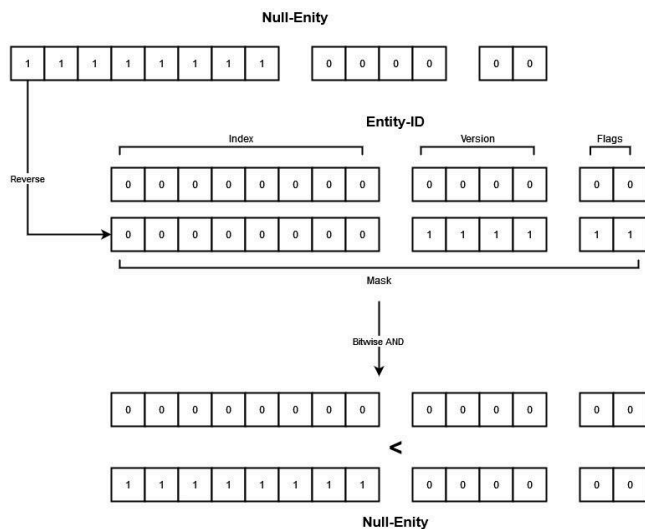 Null-Enity
1 1 1 1 1 1 1 1 0 0 0 0 0 0
Entity-ID
Index Version Flags
0 0 0 0 0 0 0 0 0 0 0 0 0 0
Reverse
0 0 0 0 0 0 0 0 1 1 1 1 1 1
Mask
Bitwise AND
0 0 0 0 0 0 0 0 0 0 0 0 0 0
<
1 1 1 1 1 1 1 1 0 0 0 0 0 0
Null-Enity